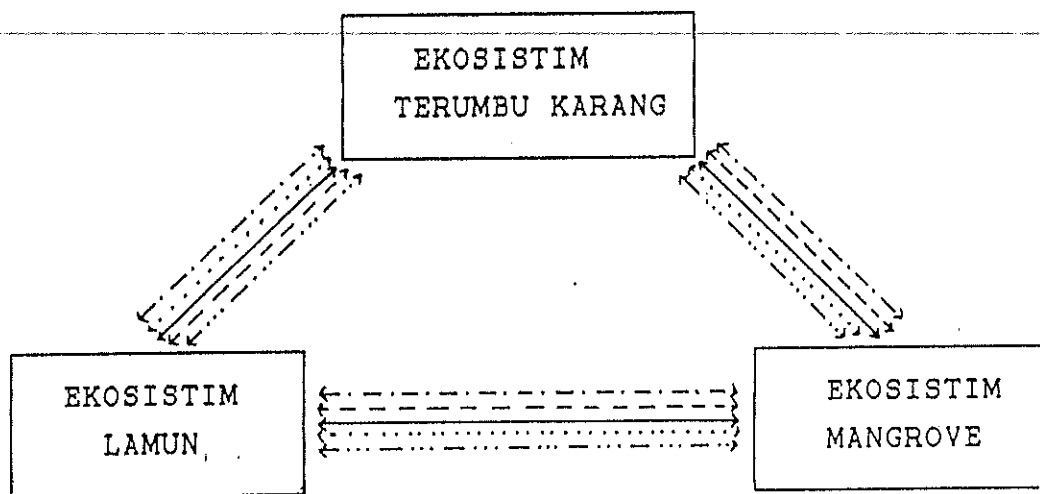 EKOSISTIM
TERUMBU KARANG
EKOSISTIM
LAMUN
EKOSISTIM
MANGROVE